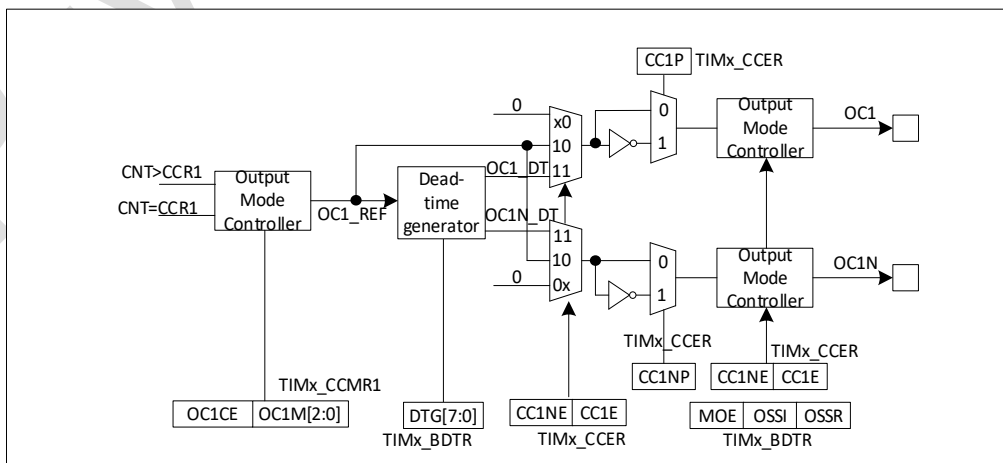 CC1P TIMx_CCER
0
x0
10
11
0
1
Output
Mode
Controller
OC1
CNT>CCR1
CNT=CCR1
Output
Mode
Controller
OC1_REF
Dead-
time
generator
OC1_DT
OC1N_DT
11
10
0x
0
0
1
Output
Mode
Controller
OC1N
TIMx_CCER
TIMx_CCER
CC1NP
CC1NE CC1E
TIMx_CCMR1
OC1CE OC1M[2:0]
DTG[7:0]
TIMx_BDTR
CC1NE CC1E
TIMx_CCER
MOE OSSI OSSR
TIMx_BDTR